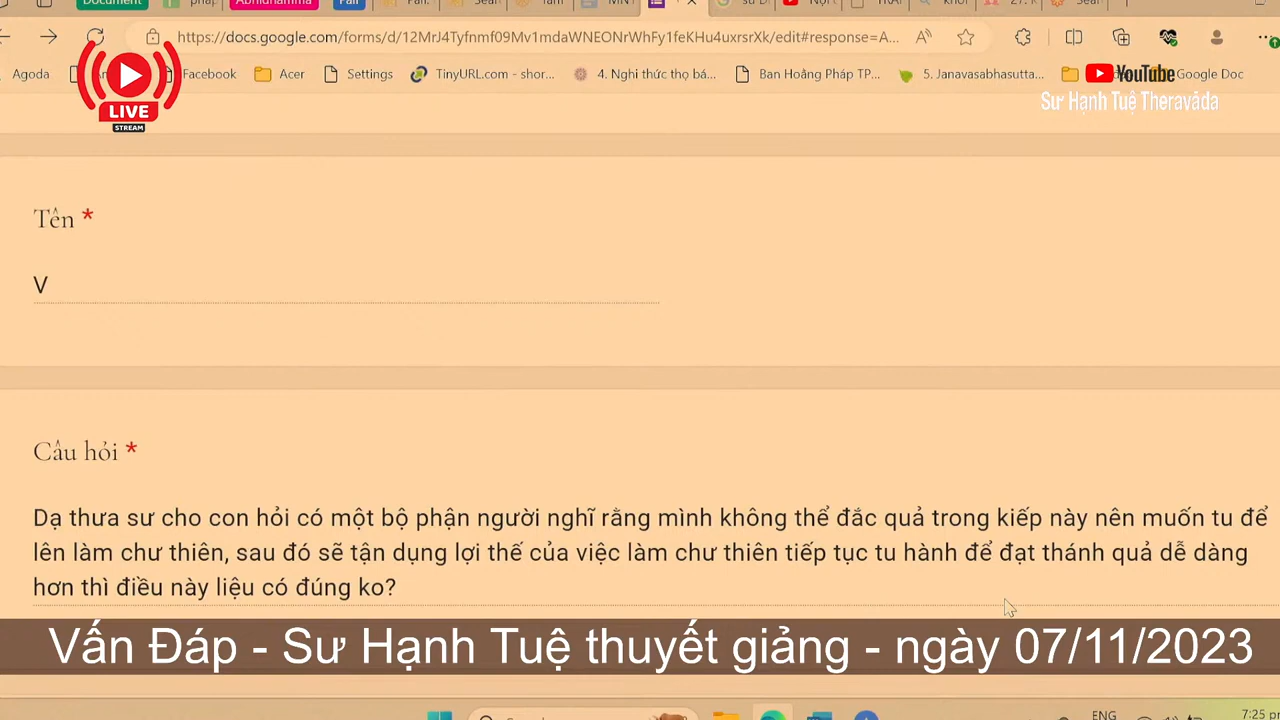 Document
Abhidhamma
Pali
https://docs.google.com/forms/d/12MrJ4Tyfnmf09Mv1mdaWNEONrWhFy1feKHu4uxrsrXk/edit#response=A...
Agoda
Facebook
Acer
Settings
TinyURL.com - shor...
4. Nghi thức thọ bá...
Ban Hoằng Pháp TP...
5. Janavasabhasutta...
Google Doc
LIVE
STREAM
YouTube
Sư Hạnh Tuệ Theravāda
Tên *
V
Câu hỏi *
Dạ thưa sư cho con hỏi có một bộ phận người nghĩ rằng mình không thể đắc quả trong kiếp này nên muốn tu để
lên làm chư thiên, sau đó sẽ tận dụng lợi thế của việc làm chư thiên tiếp tục tu hành để đạt thánh quả dễ dàng
hơn thì điều này liệu có đúng ko?
Vấn Đáp - Sư Hạnh Tuệ thuyết giảng - ngày 07/11/2023
ENG